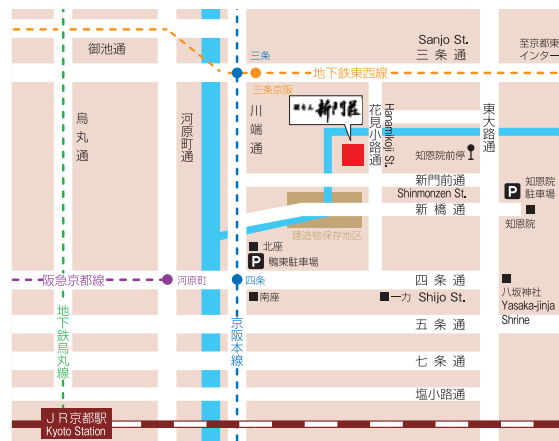 Sanjo St.
三条通
至京都東
インター
御池通
三条
地下鉄東西線
三条京阪
烏丸通
河原町通
川端通
新門荘
花見小路通
Hanamikoji St.
東大路通
知恩院前停
新門前通
Shinmonzen St.
新橋通
P
知恩院
駐車場
知恩院
建造物保存地区
北座
P
鴨東駐車場
阪急京都線
河原町
四条
四条通
南座
一力
Shijo St.
八坂神社
Yasaka-jinja
Shrine
地下鉄烏丸線
京阪本線
五条通
七条通
塩小路通
JR京都駅
Kyoto Station